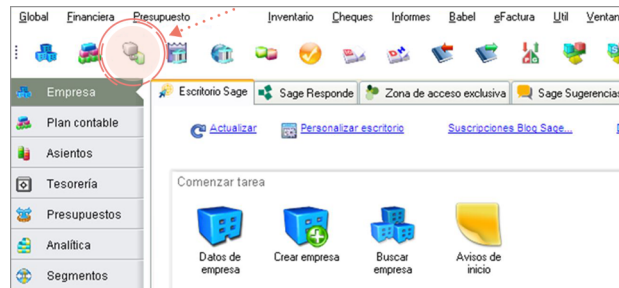 Global Financiera Presupuesto Inventario Cheques Informes Babel eFactura Útil Ventan
Empresa
Plan contable
Asientos
Tesorería
Presupuestos
Analítica
Segmentos
Escritorio Sage Sage Responde Zona de acceso exclusiva Sage Sugerencias
Actualizar Personalizar escritorio Suscripciones Blog Sage...
Comenzar tarea
Datos de empresa
Crear empresa
Buscar empresa
Avisos de inicio